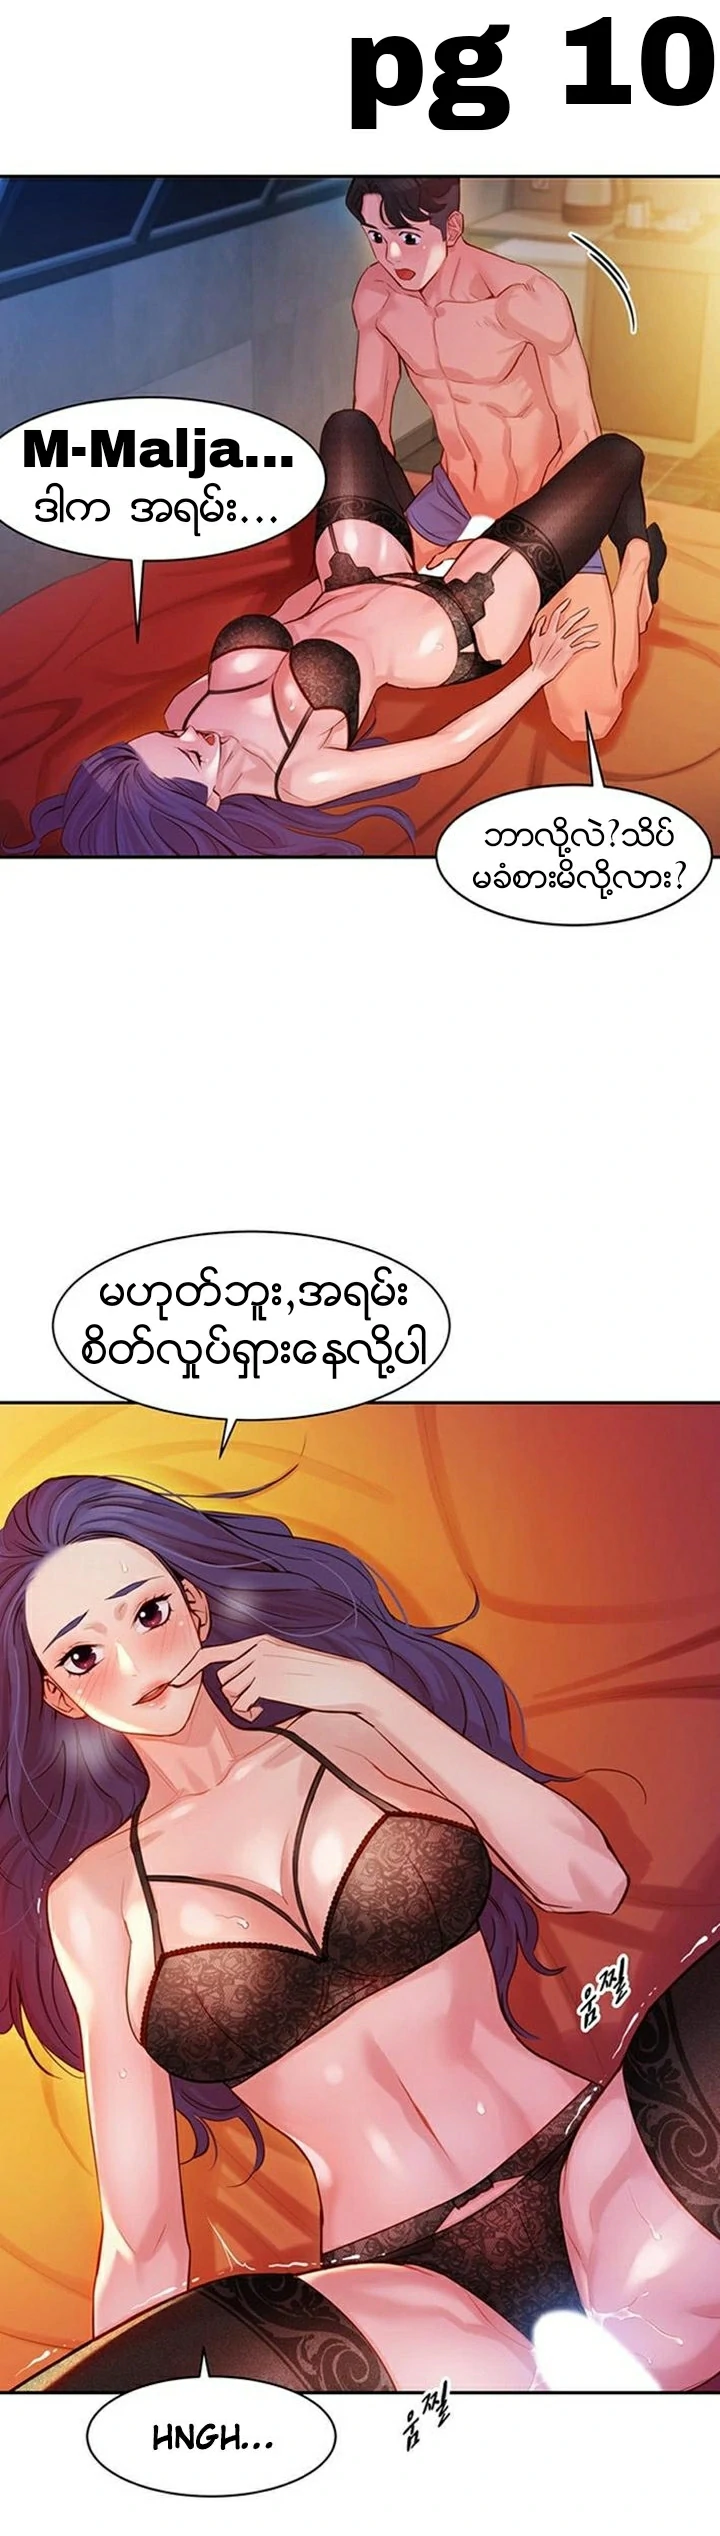 pg 10
M-Malja...
ဒါက အရမ်း...
ဘာလို့လဲ?သိပ်
မခံစားမိလို့လား?
မဟုတ်ဘူး,အရမ်း
စိတ်လှုပ်ရှားနေလို့ပါ
움찔
HNGH...
움찔